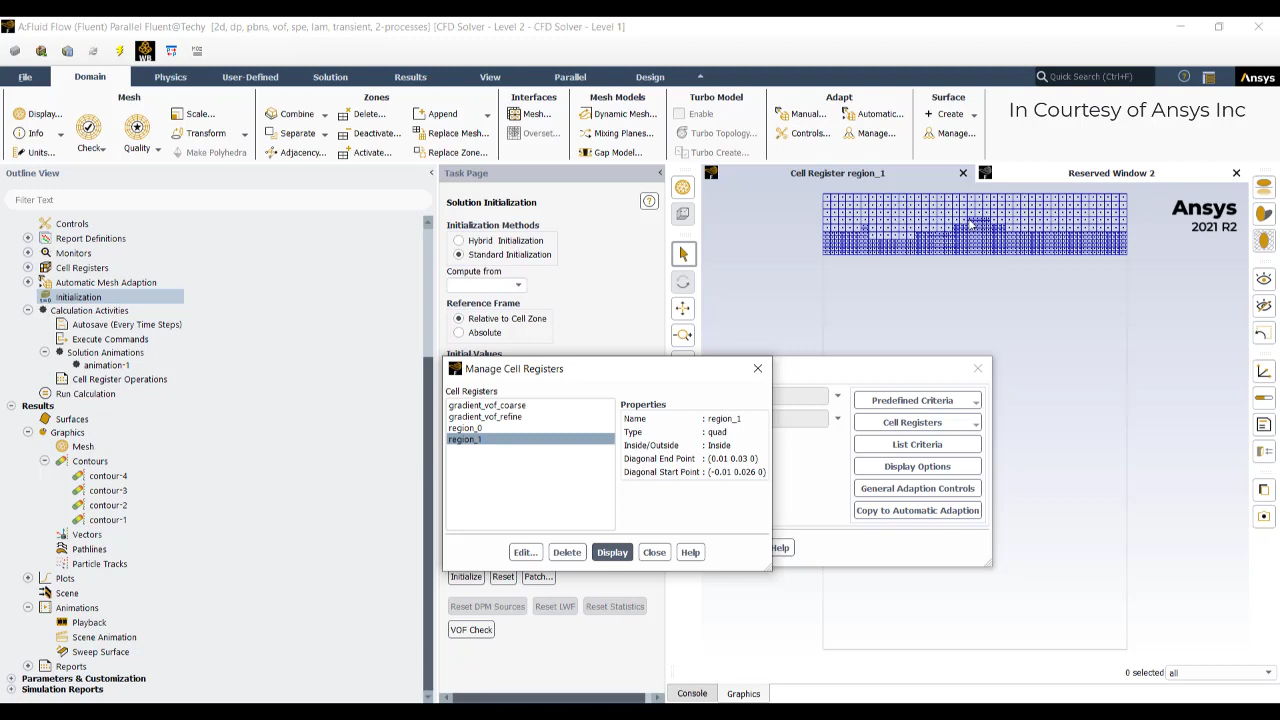 A:Fluid Flow (Fluent) Parallel Fluent@Techy [2d, dp, pbns, vof, spe, lam, transient, 2-processes] [CFD Solver - Level 2 - CFD Solver - Level 1]
File Domain Physics User-Defined Solution Results View Parallel Design Quick Search (Ctrl+F) Ansys
Mesh Zones Interfaces Mesh Models Turbo Model Adapt Surface
In Courtesy of Ansys Inc
Display... Scale... Combine Delete... Append Mesh... Dynamic Mesh... Enable Manual... Automatic... Create
Info Check Quality Transform Separate Deactivate... Replace Mesh... Overset... Mixing Planes... Turbo Topology... Controls... Manage... Manage...
Units... Make Polyhedra Adjacency... Activate... Replace Zone... Gap Model... Turbo Create...
Outline View
Filter Text
Controls
Report Definitions
Monitors
Cell Registers
Automatic Mesh Adaption
t=0 Initialization
Calculation Activities
Autosave (Every Time Steps)
Execute Commands
Solution Animations
animation-1
Cell Register Operations
Run Calculation
Results
Surfaces
Graphics
Mesh
Contours
contour-4
contour-3
contour-2
contour-1
Vectors
Pathlines
Particle Tracks
Plots
Scene
Animations
Playback
Scene Animation
Sweep Surface
Reports
Parameters & Customization
Simulation Reports
Task Page
Solution Initialization
Initialization Methods
Hybrid Initialization
Standard Initialization
Compute from
Reference Frame
Relative to Cell Zone
Absolute
Initial Values
Manage Cell Registers
Cell Registers
gradient_vof_coarse
gradient_vof_refine
region_0
region_1
Properties
Name : region_1
Type : quad
Inside/Outside : Inside
Diagonal End Point : (0.01 0.03 0)
Diagonal Start Point : (-0.01 0.026 0)
Edit... Delete Display Close Help
Initialize Reset Patch...
Reset DPM Sources Reset LWF Reset Statistics
VOF Check
Predefined Criteria
Cell Registers
List Criteria
Display Options
General Adaption Controls
Copy to Automatic Adaption
Help
Cell Register region_1 Reserved Window 2
Ansys
2021 R2
0 selected all
Console Graphics